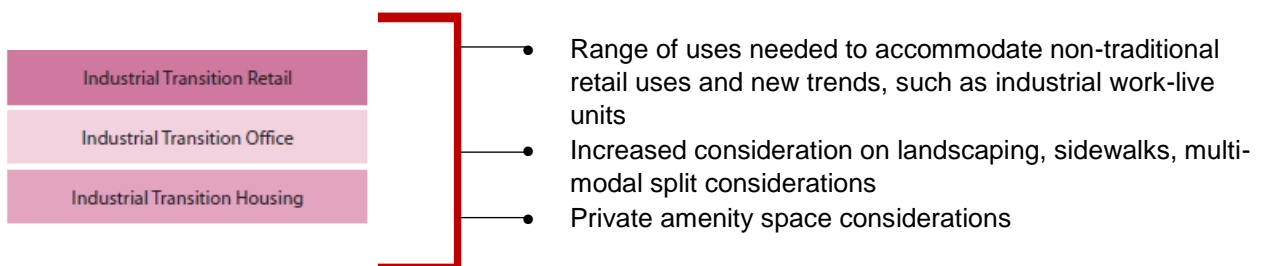 Industrial Transition Retail
Industrial Transition Office
Industrial Transition Housing
• Range of uses needed to accommodate non-traditional
retail uses and new trends, such as industrial work-live
units
• Increased consideration on landscaping, sidewalks, multi-
modal split considerations
• Private amenity space considerations